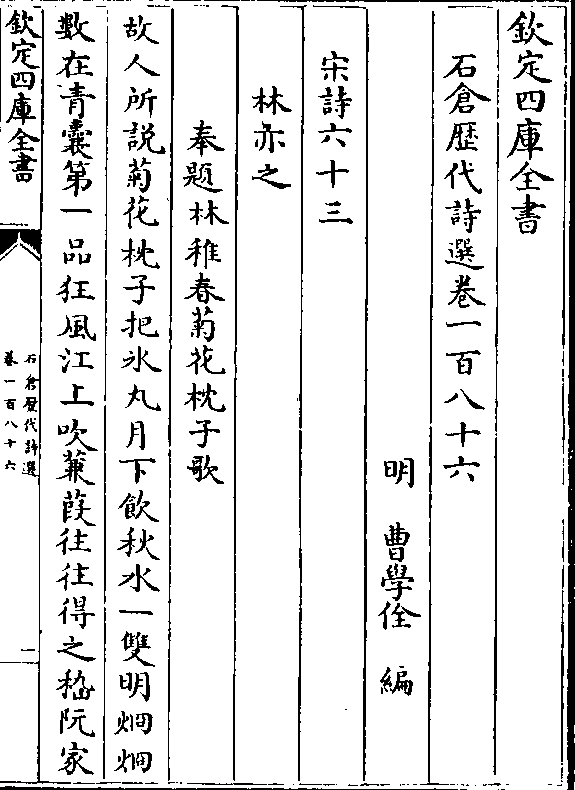 欽定四庫全書
石倉歷代詩選卷一百八十六
明 曹學佺 編
宋詩六十三
林亦之
奉題林稚春菊花枕子歌
故人所説菊花枕子把氷丸月下飲秋水一雙明烱烱
數在青囊第一品狂風江上吹蒹葭往往得之嵇阮家
欽定四庫全書
石倉歷代詩選
卷一百八十六
一